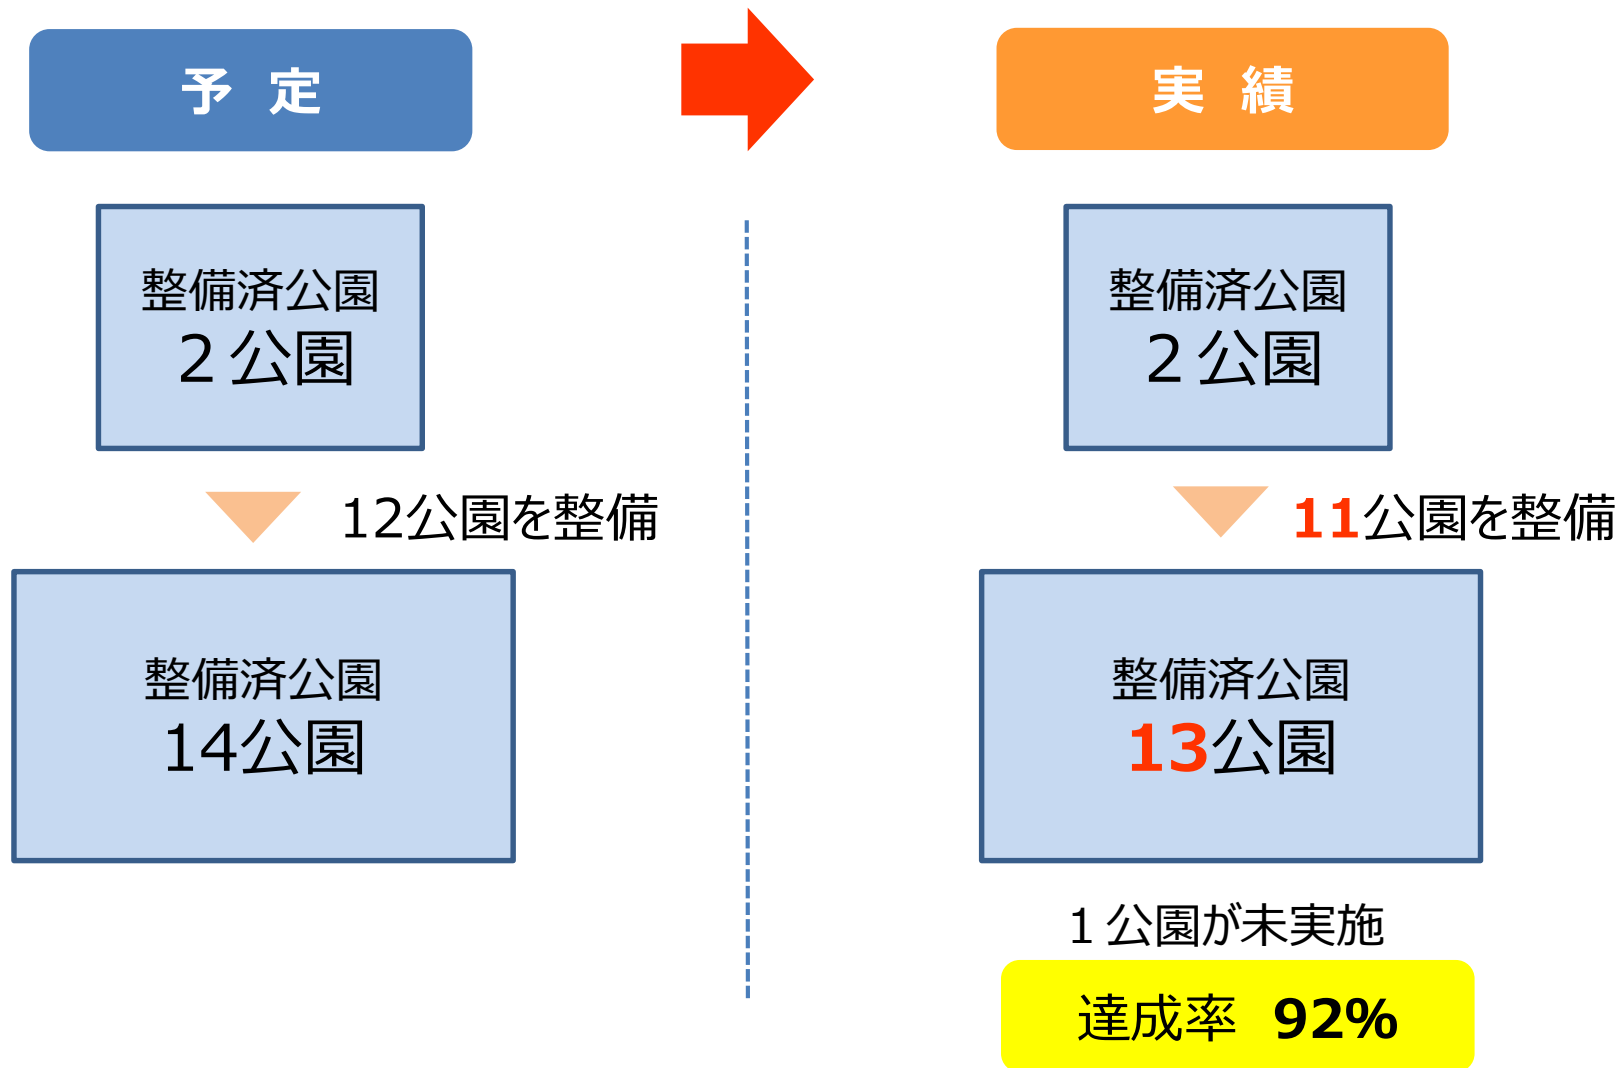 予 定
整備済公園
２公園
12公園を整備
整備済公園
14公園
実 績
整備済公園
２公園
11公園を整備
整備済公園
13公園
１公園が未実施
達成率 92%